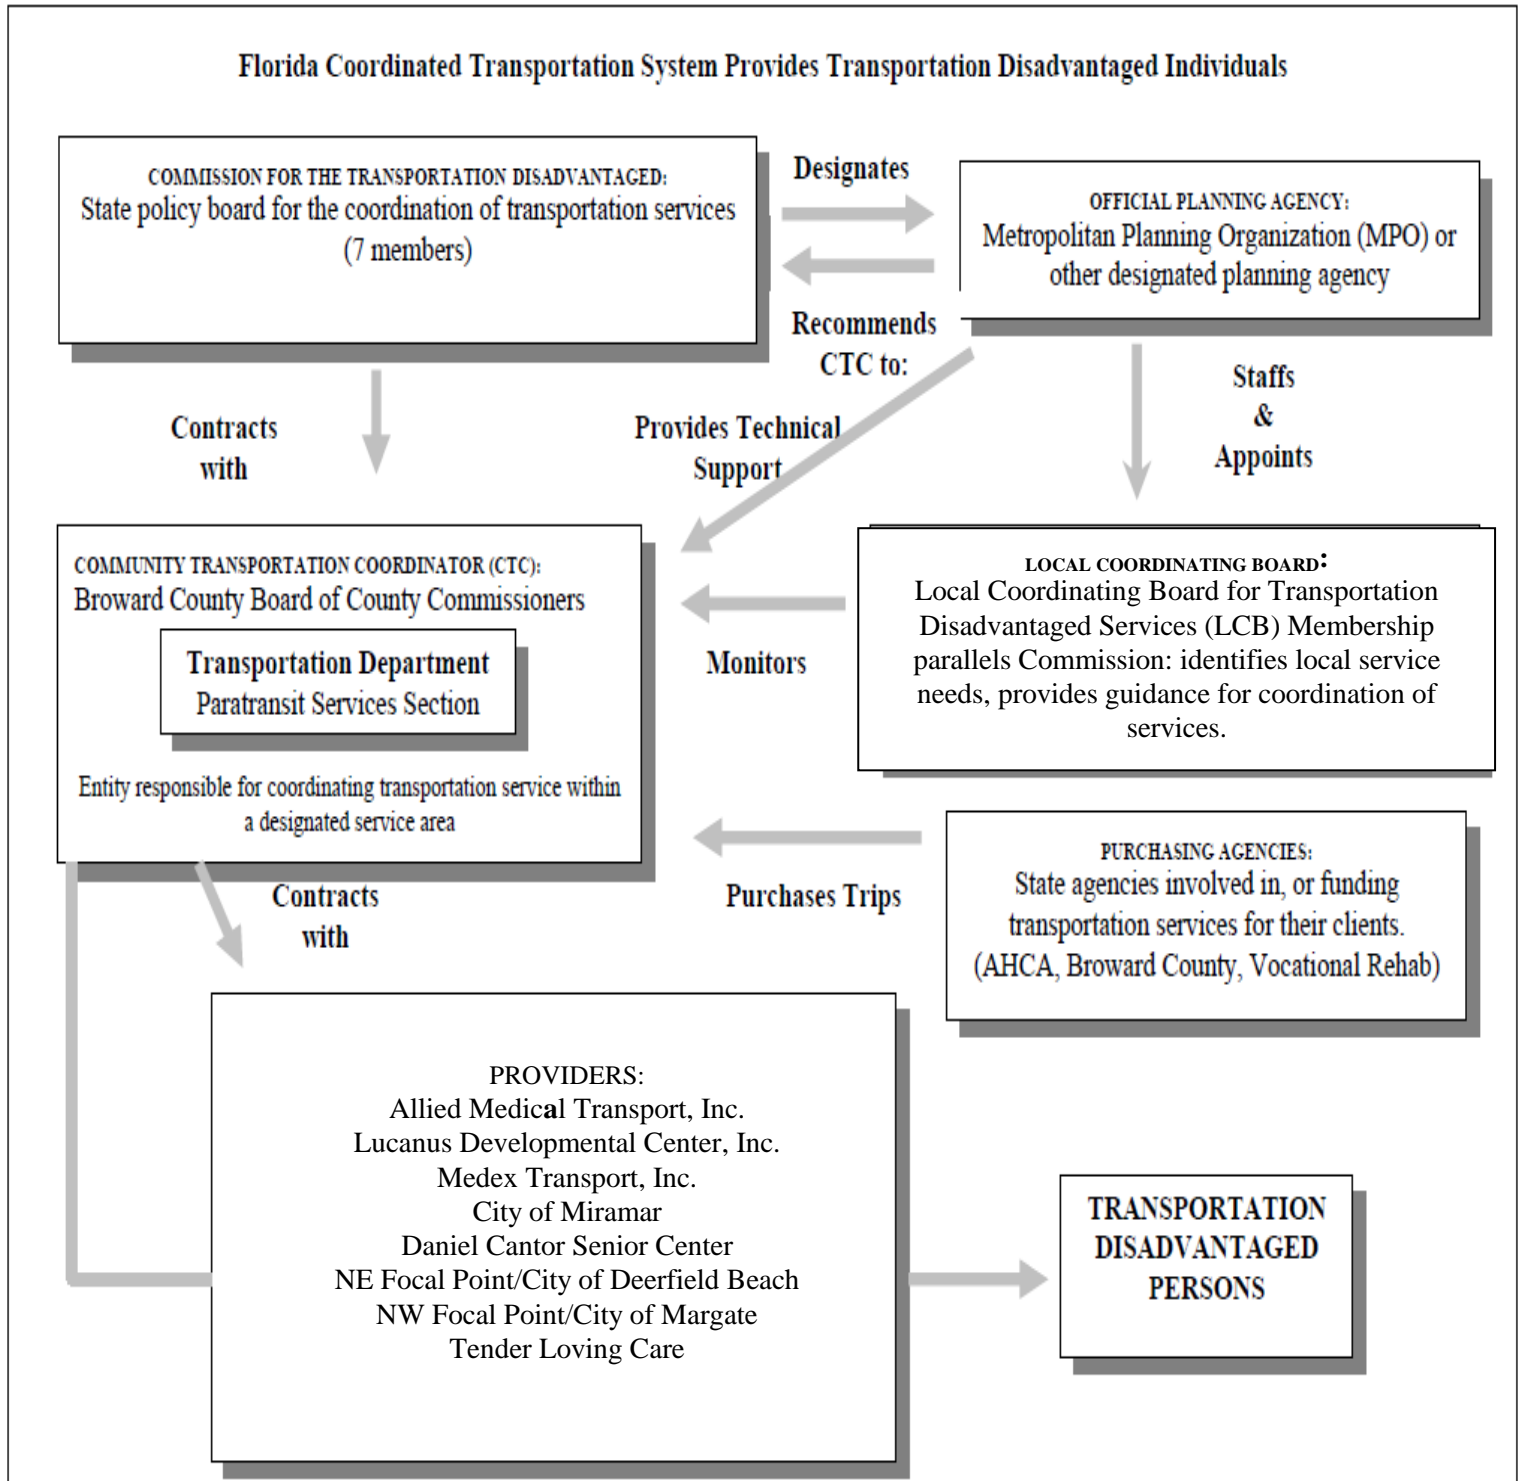 Florida Coordinated Transportation System Provides Transportation Disadvantaged Individuals
COMMISSION FOR THE TRANSPORTATION DISADVANTAGED:
State policy board for the coordination of transportation services
(7 members)
Designates
OFFICIAL PLANNING AGENCY:
Metropolitan Planning Organization (MPO) or
other designated planning agency
Recommends
CTC to:
Contracts
with
Provides Technical
Support
Staffs
&
Appoints
COMMUNITY TRANSPORTATION COORDINATOR (CTC):
Broward County Board of County Commissioners
Transportation Department
Paratransit Services Section
Entity responsible for coordinating transportation service within
a designated service area
Monitors
LOCAL COORDINATING BOARD:
Local Coordinating Board for Transportation
Disadvantaged Services (LCB) Membership
parallels Commission: identifies local service
needs, provides guidance for coordination of
services.
Contracts
with
Purchases Trips
PURCHASING AGENCIES:
State agencies involved in, or funding
transportation services for their clients.
(AHCA, Broward County, Vocational Rehab)
PROVIDERS:
Allied Medical Transport, Inc.
Lucanus Developmental Center, Inc.
Medex Transport, Inc.
City of Miramar
Daniel Cantor Senior Center
NE Focal Point/City of Deerfield Beach
NW Focal Point/City of Margate
Tender Loving Care
TRANSPORTATION
DISADVANTAGED
PERSONS